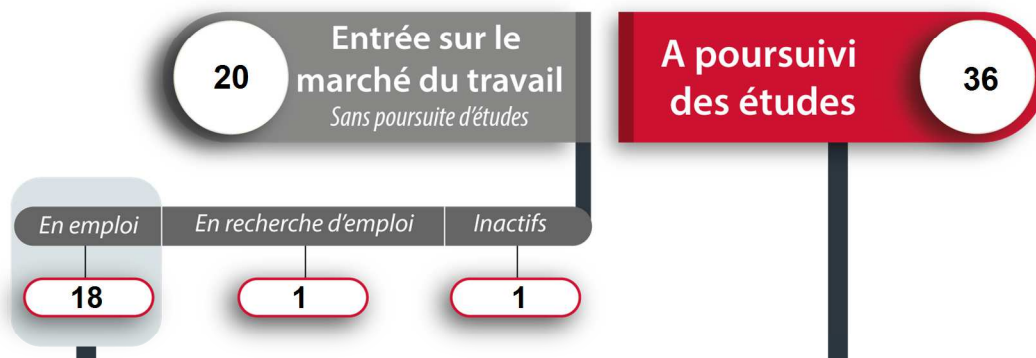 20
Entrée sur le
marché du travail
Sans poursuite d'études
A poursuivi
des études
36
En emploi
En recherche d'emploi
Inactifs
18
1
1